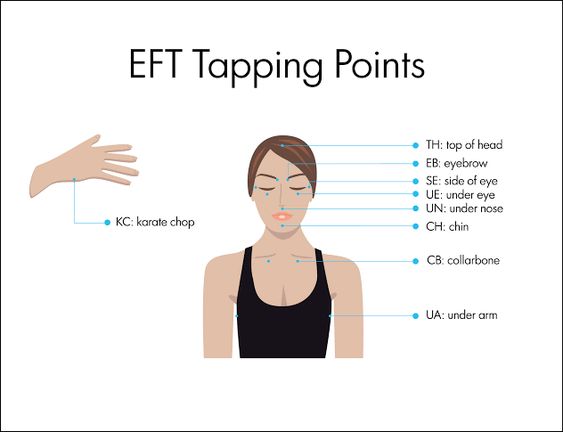 EFT Tapping Points
TH: top of head
EB: eyebrow
SE: side of eye
UE: under eye
UN: under nose
KC: karate chop
CH: chin
CB: collarbone
UA: under arm